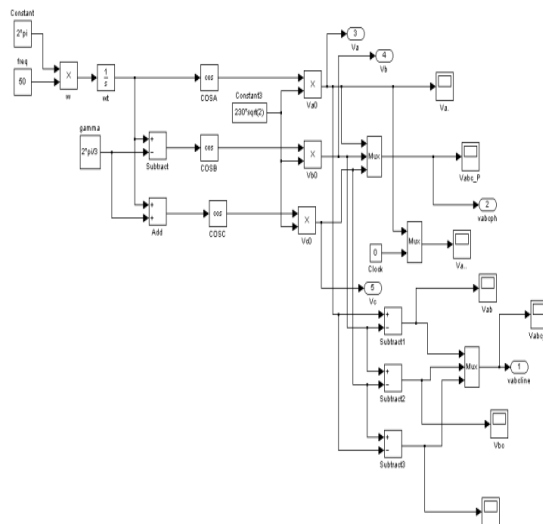 Constant
2*pi
freq
50
X
w
1
s
wt
cos
COSA
Constant3
230*sqrt(2)
X
Va0
3
Va
4
Vb
Va.
gamma
2*pi/3
+
−
Subtract
cos
COSB
X
Vb0
Mux
Vabc_P
2
vabcph
+
+
Add
cos
COSC
X
Vc0
0
Clock
Mux
Va..
5
Vc
+
−
Subtract1
Vab
Mux
1
vabcline
+
−
Subtract2
Vbc
+
−
Subtract3